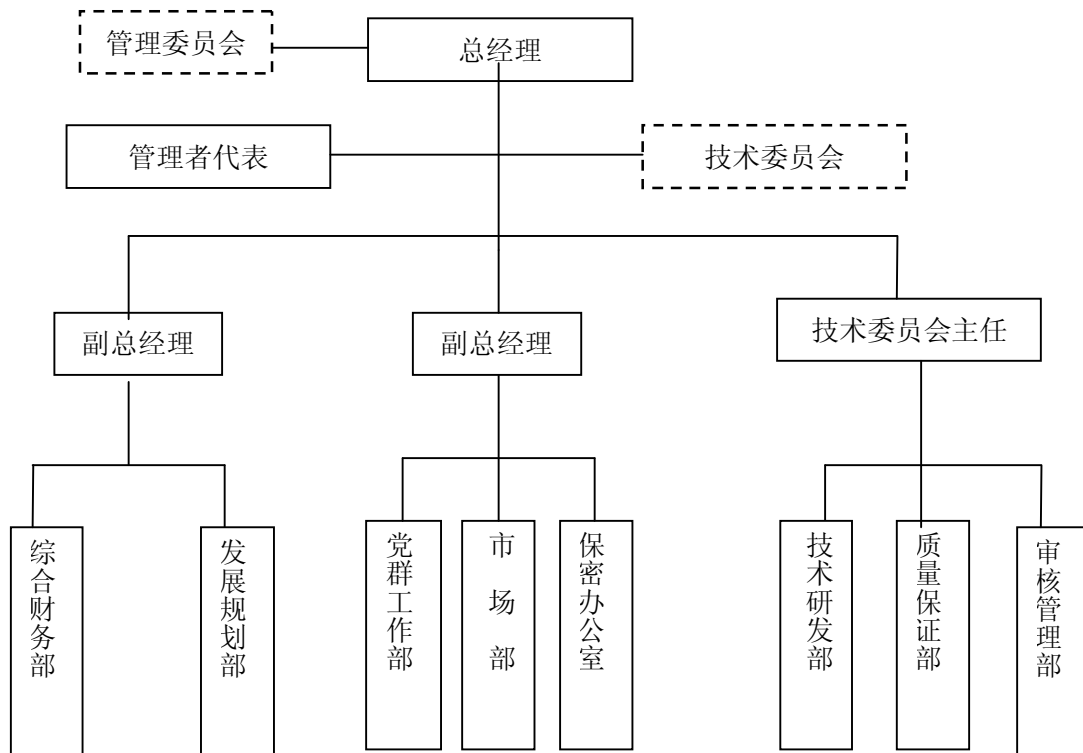 管理委员会
总经理
管理者代表
技术委员会
副总经理
副总经理
技术委员会主任
综合财务部
发展规划部
党群工作部
市场部
保密办公室
技术研发部
质量保证部
审核管理部